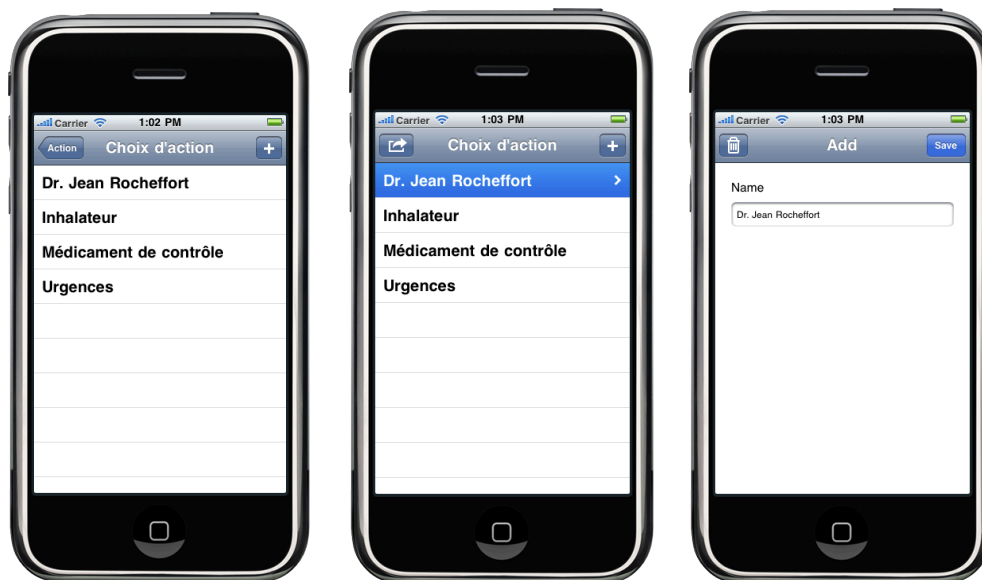 Carrier 1:02 PM
Action Choix d'action +
Dr. Jean Rocheffort
Inhalateur
Médicament de contrôle
Urgences
Carrier 1:03 PM
Choix d'action +
Dr. Jean Rocheffort
Inhalateur
Médicament de contrôle
Urgences
Carrier 1:03 PM
Add Save
Name
Dr. Jean Rocheffort